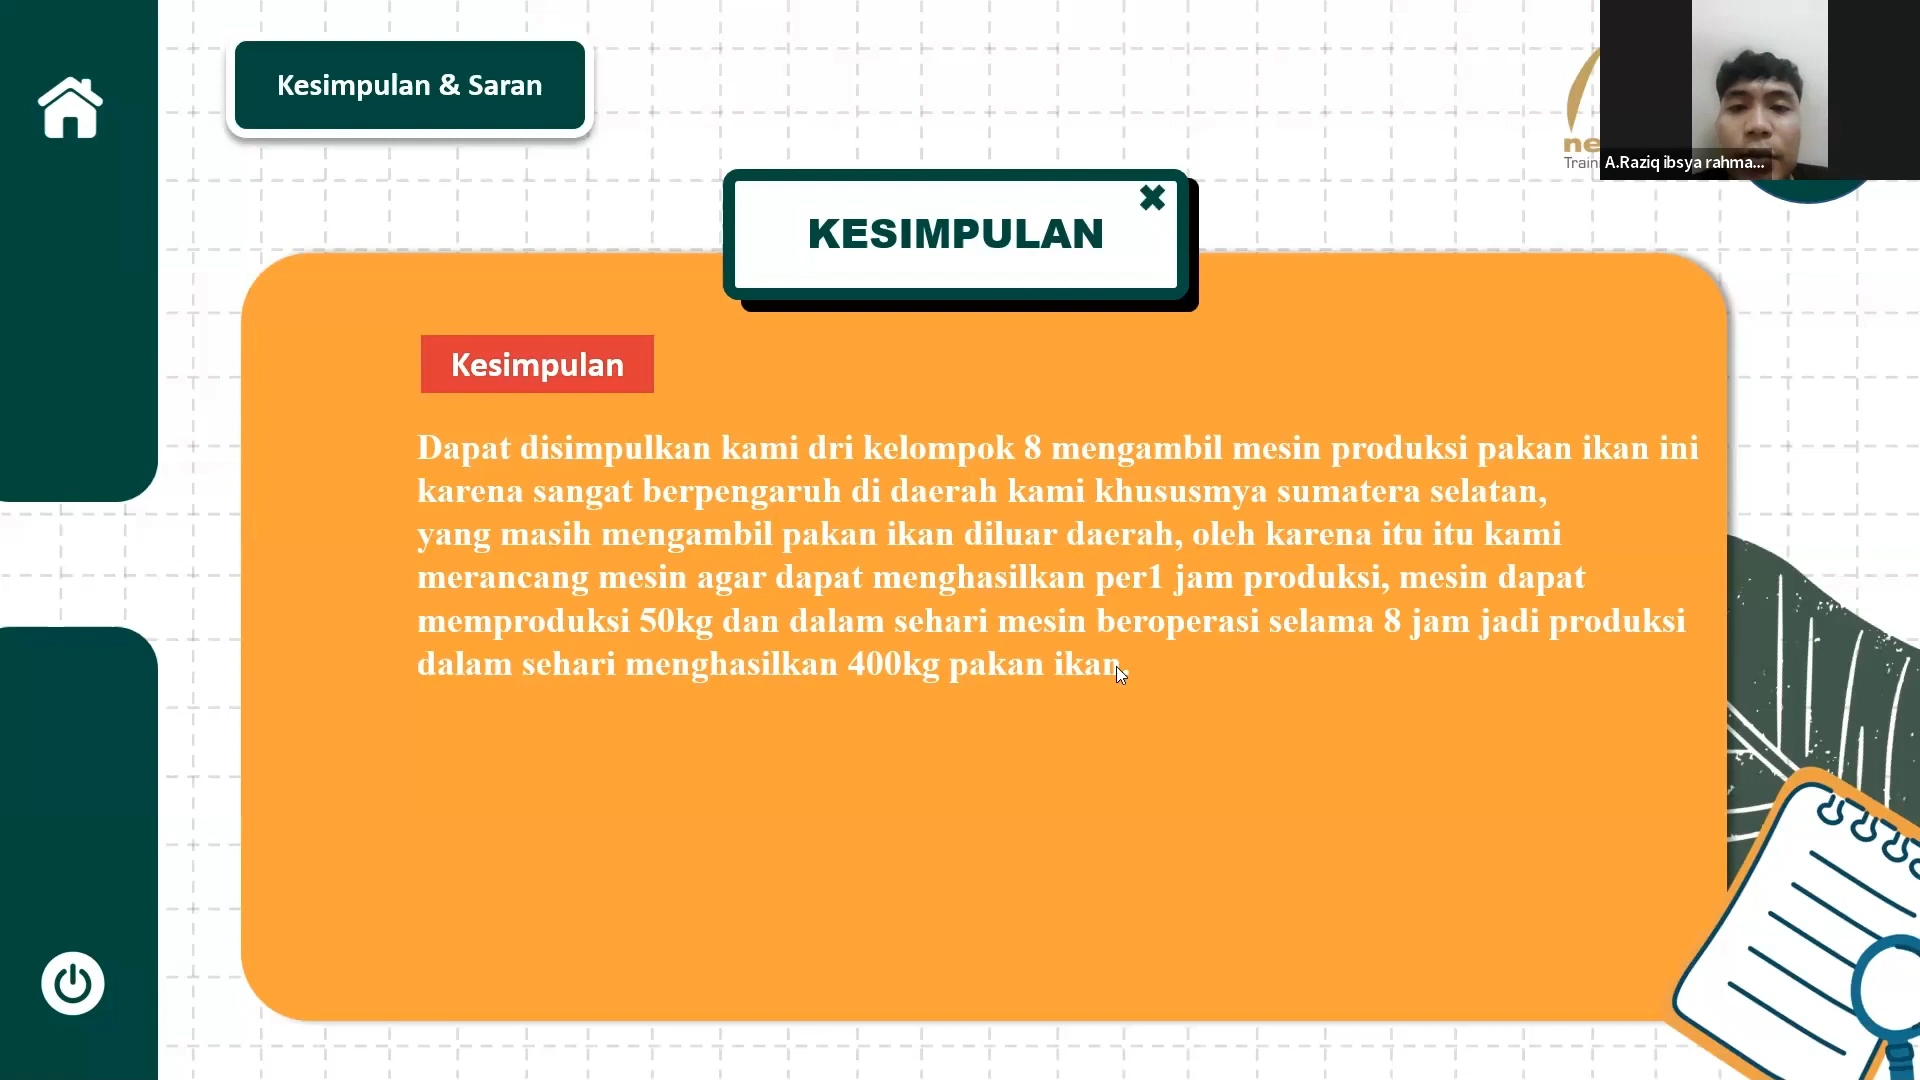 Kesimpulan & Saran
ne
Train
A.Raziq ibsya rahma...
KESIMPULAN
Kesimpulan
Dapat disimpulkan kami dri kelompok 8 mengambil mesin produksi pakan ikan ini
karena sangat berpengaruh di daerah kami khususmya sumatera selatan,
yang masih mengambil pakan ikan diluar daerah, oleh karena itu itu kami
merancang mesin agar dapat menghasilkan per1 jam produksi, mesin dapat
memproduksi 50kg dan dalam sehari mesin beroperasi selama 8 jam jadi produksi
dalam sehari menghasilkan 400kg pakan ikan